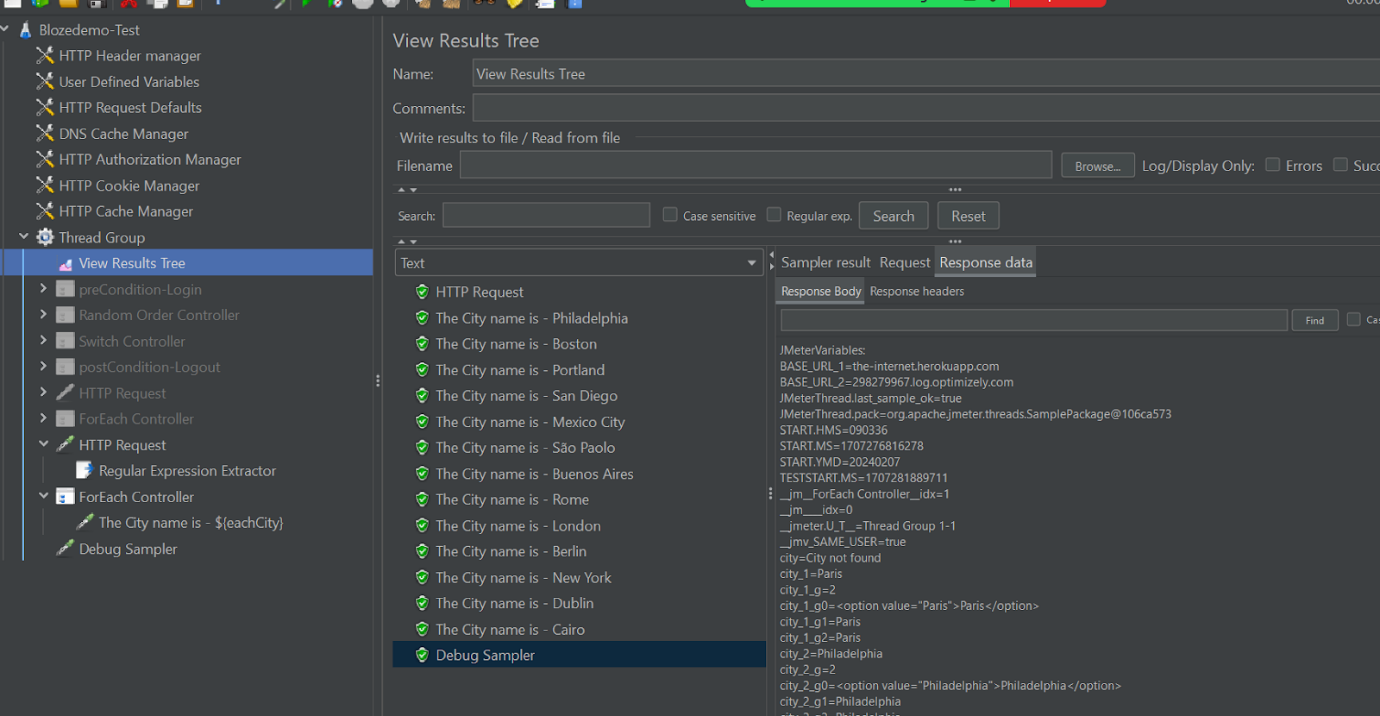 Blozedemo-Test
HTTP Header manager
User Defined Variables
HTTP Request Defaults
DNS Cache Manager
HTTP Authorization Manager
HTTP Cookie Manager
HTTP Cache Manager
Thread Group
View Results Tree
preCondition-Login
Random Order Controller
Switch Controller
postCondition-Logout
HTTP Request
ForEach Controller
HTTP Request
Regular Expression Extractor
ForEach Controller
The City name is - ${eachCity}
Debug Sampler
View Results Tree
Name: View Results Tree
Comments:
Write results to file / Read from file
Filename Browse... Log/Display Only: Errors Succ
Search: Case sensitive Regular exp. Search Reset
Text
HTTP Request
The City name is - Philadelphia
The City name is - Boston
The City name is - Portland
The City name is - San Diego
The City name is - Mexico City
The City name is - São Paolo
The City name is - Buenos Aires
The City name is - Rome
The City name is - London
The City name is - Berlin
The City name is - New York
The City name is - Dublin
The City name is - Cairo
Debug Sampler
Sampler result Request Response data
Response Body Response headers
Find Cas
JMeterVariables:
BASE_URL_1=the-internet.herokuapp.com
BASE_URL_2=298279967.log.optimizely.com
JMeterThread.last_sample_ok=true
JMeterThread.pack=org.apache.jmeter.threads.SamplePackage@106ca573
START.HMS=090336
START.MS=1707276816278
START.YMD=20240207
TESTSTART.MS=1707281889711
__jm__ForEach Controller__idx=1
__jm____idx=0
__jmeter.U_T__=Thread Group 1-1
__jmv_SAME_USER=true
city=City not found
city_1=Paris
city_1_g=2
city_1_g0=<option value="Paris">Paris</option>
city_1_g1=Paris
city_1_g2=Paris
city_2=Philadelphia
city_2_g=2
city_2_g0=<option value="Philadelphia">Philadelphia</option>
city_2_g1=Philadelphia